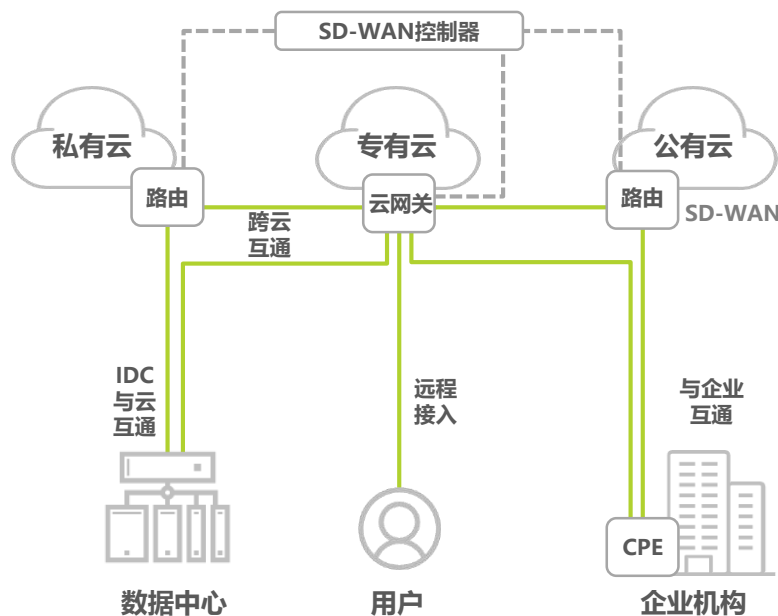 SD-WAN控制器
私有云
专有云
公有云
路由
云网关
路由
SD-WAN
跨云
互通
IDC
与云
互通
远程
接入
与企业
互通
CPE
数据中心
用户
企业机构